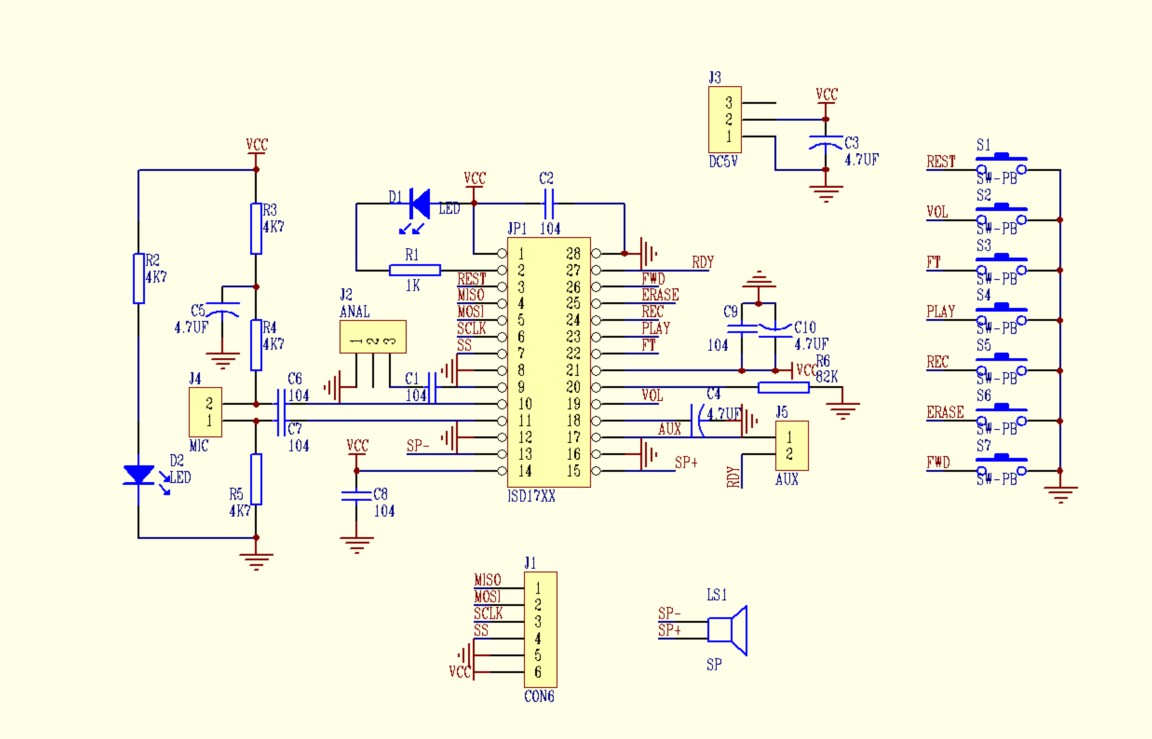 J3
3
2
1
DC5V
VCC
C3
4.7UF
VCC
R3
4K7
R2
4K7
C5
4.7UF
R4
4K7
J4
2
1
MIC
C6
104
C7
104
D2
LED
R5
4K7
D1
LED
VCC
C2
104
R1
1K
J2
ANAL
1 2 3
C1
104
VCC
C8
104
JP1
1 28
2 27
3 26
4 25
5 24
6 23
7 22
8 21
9 20
10 19
11 18
12 17
13 16
14 15
ISD17XX
REST
MISO
MOSI
SCLK
SS
SP-
RDY
FWD
ERASE
REC
PLAY
FT
VOL
AUX
SP+
C9
104
C10
4.7UF
VCC
R6
82K
C4
4.7UF
J5
1
2
AUX
RDY
S1
REST
SW-PB
S2
VOL
SW-PB
S3
FT
SW-PB
S4
PLAY
SW-PB
S5
REC
SW-PB
S6
ERASE
SW-PB
S7
FWD
SW-PB
J1
MISO 1
MOSI 2
SCLK 3
SS 4
5
VCC 6
CON6
LS1
SP-
SP+
SP